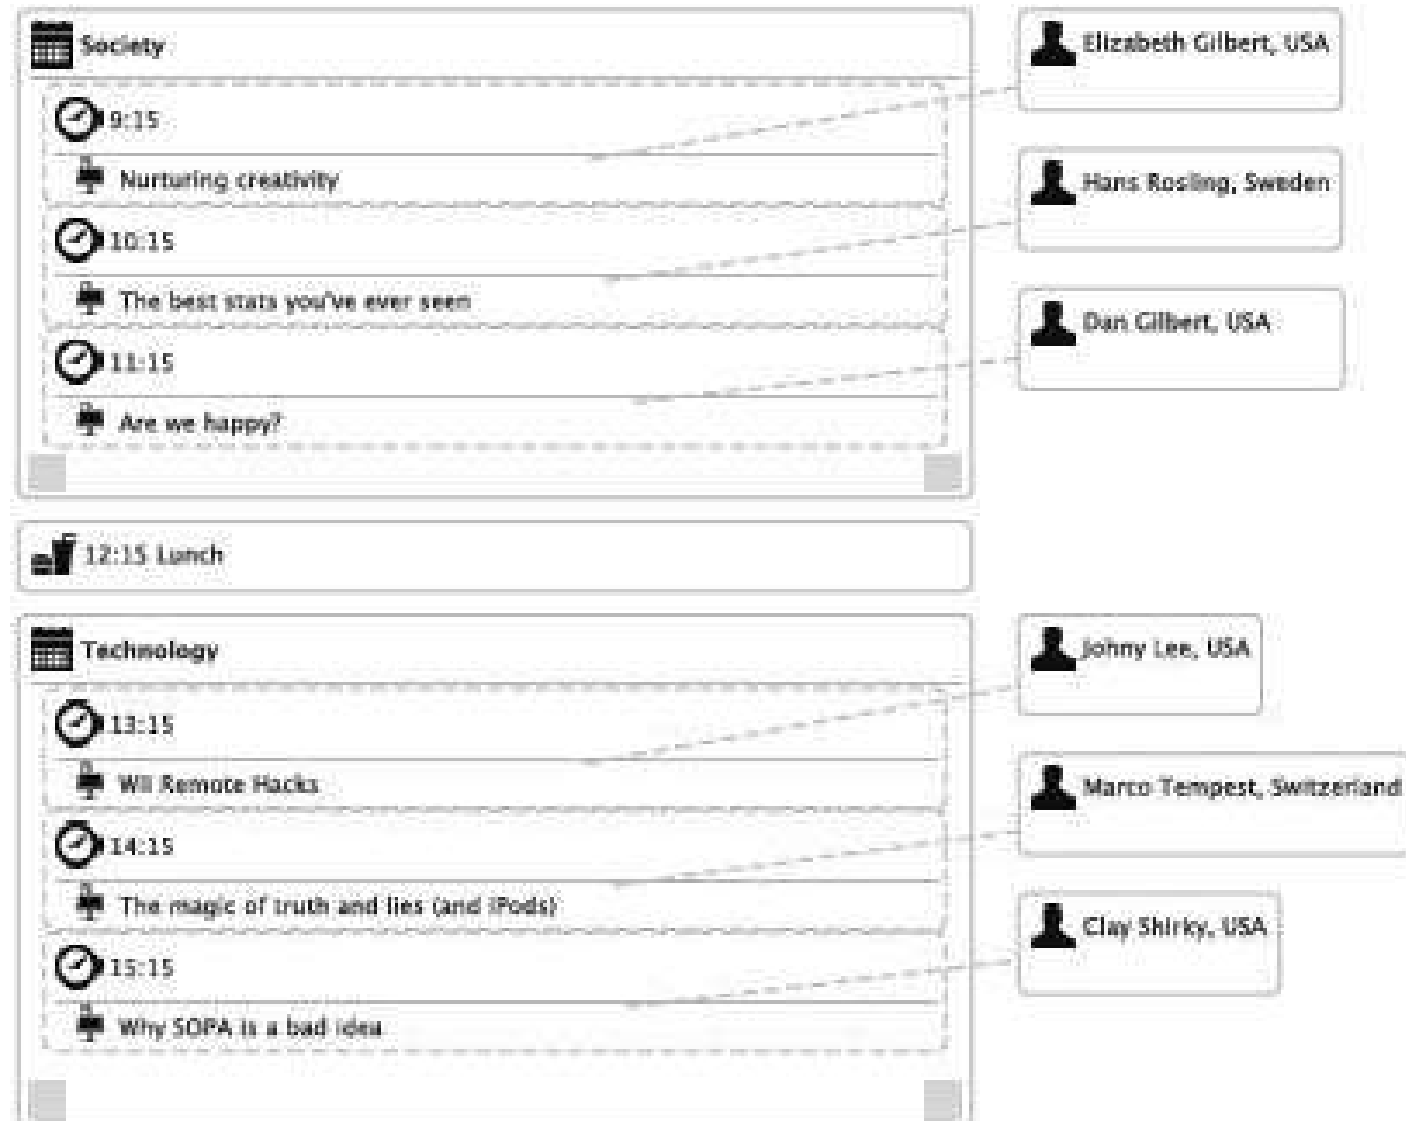 Society
Elizabeth Gilbert, USA
9:15
Nurturing creativity
Hans Rosling, Sweden
10:15
The best stats you've ever seen
Dan Gilbert, USA
11:15
Are we happy?
12:15 Lunch
Technology
Johny Lee, USA
13:15
Wii Remote Hacks
Marco Tempest, Switzerland
14:15
The magic of truth and lies (and iPods)
Clay Shirky, USA
15:15
Why SOPA is a bad idea